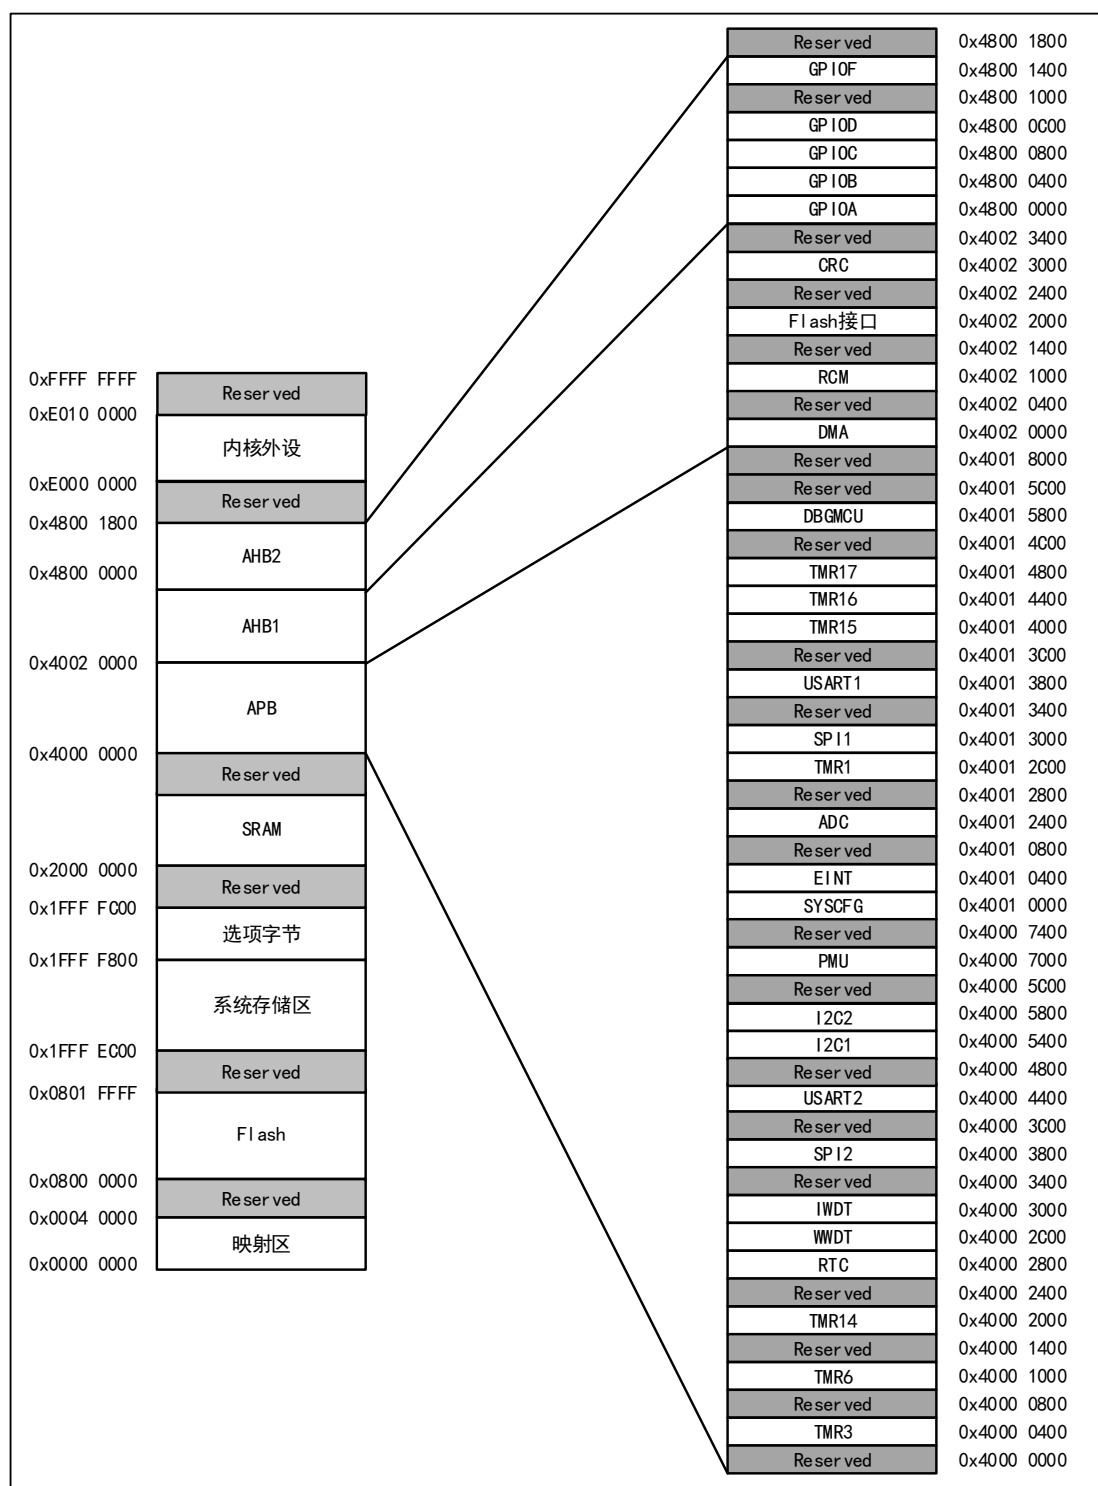 Reserved 0x4800 1800
GPIOF 0x4800 1400
Reserved 0x4800 1000
GPIOD 0x4800 0C00
GPIOC 0x4800 0800
GPIOB 0x4800 0400
GPIOA 0x4800 0000
Reserved 0x4002 3400
CRC 0x4002 3000
Reserved 0x4002 2400
Flash接口 0x4002 2000
Reserved 0x4002 1400
RCM 0x4002 1000
Reserved 0x4002 0400
DMA 0x4002 0000
Reserved 0x4001 8000
Reserved 0x4001 5C00
DBGMCU 0x4001 5800
Reserved 0x4001 4C00
TMR17 0x4001 4800
TMR16 0x4001 4400
TMR15 0x4001 4000
Reserved 0x4001 3C00
USART1 0x4001 3800
Reserved 0x4001 3400
SPI1 0x4001 3000
TMR1 0x4001 2C00
Reserved 0x4001 2800
ADC 0x4001 2400
Reserved 0x4001 0800
EINT 0x4001 0400
SYSCFG 0x4001 0000
Reserved 0x4000 7400
PMU 0x4000 7000
Reserved 0x4000 5C00
I2C2 0x4000 5800
I2C1 0x4000 5400
Reserved 0x4000 4800
USART2 0x4000 4400
Reserved 0x4000 3C00
SPI2 0x4000 3800
Reserved 0x4000 3400
IWDT 0x4000 3000
WWDT 0x4000 2C00
RTC 0x4000 2800
Reserved 0x4000 2400
TMR14 0x4000 2000
Reserved 0x4000 1400
TMR6 0x4000 1000
Reserved 0x4000 0800
TMR3 0x4000 0400
Reserved 0x4000 0000
0xFFFF FFFF
Reserved
0xE010 0000
内核外设
0xE000 0000
Reserved
0x4800 1800
AHB2
0x4800 0000
AHB1
0x4002 0000
APB
0x4000 0000
Reserved
SRAM
0x2000 0000
Reserved
0x1FFF FC00
选项字节
0x1FFF F800
系统存储区
0x1FFF EC00
Reserved
0x0801 FFFF
Flash
0x0800 0000
Reserved
0x0004 0000
映射区
0x0000 0000